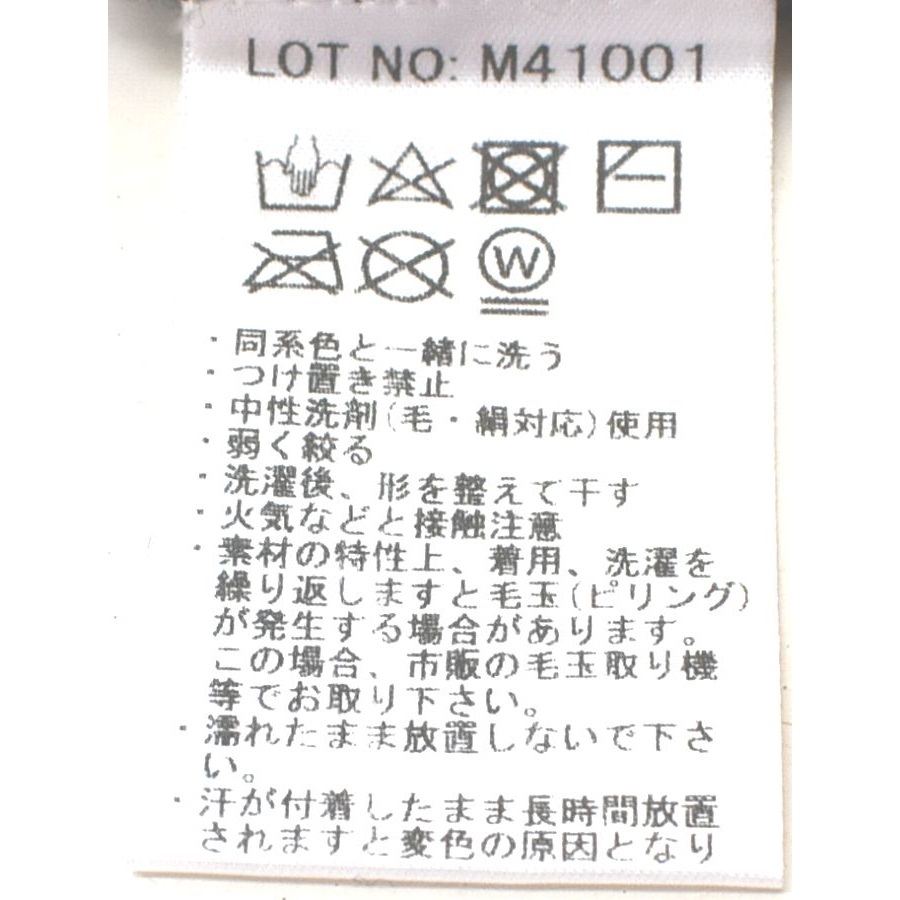 LOT NO: M41001
W
・同系色と一緒に洗う
・つけ置き禁止
・中性洗剤(毛・絹対応)使用
・弱く絞る
・洗濯後、形を整えて干す
・火気などと接触注意
・素材の特性上、着用、洗濯を
繰り返しますと毛玉(ピリング)
が発生する場合があります。
この場合、市販の毛玉取り機
等でお取り下さい。
・濡れたまま放置しないで下さ
い。
・汗が付着したまま長時間放置
されますと変色の原因となり